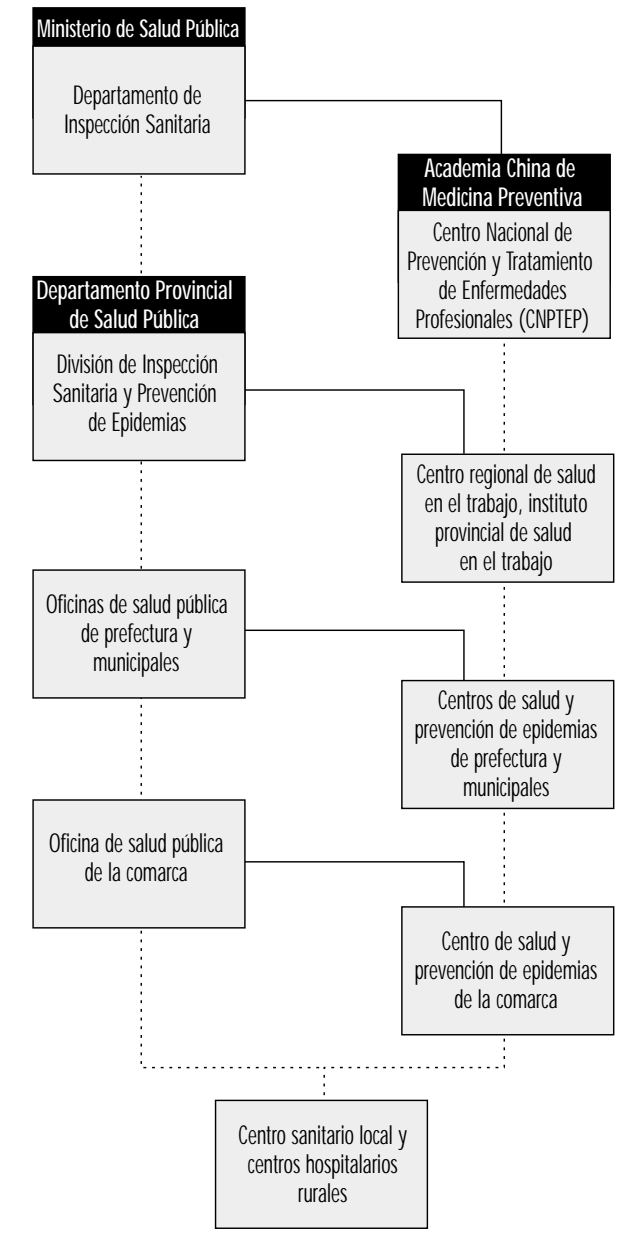 Ministerio de Salud Pública
Departamento de
Inspección Sanitaria
Academia China de
Medicina Preventiva
Centro Nacional de
Prevención y Tratamiento
de Enfermedades
Profesionales (CNPTEP)
Departamento Provincial
de Salud Pública
División de Inspección
Sanitaria y Prevención
de Epidemias
Centro regional de salud
en el trabajo, instituto
provincial de salud
en el trabajo
Oficinas de salud pública
de prefectura y
municipales
Centros de salud y
prevención de epidemias
de prefectura y
municipales
Oficina de salud pública
de la comarca
Centro de salud y
prevención de epidemias
de la comarca
Centro sanitario local y
centros hospitalarios
rurales